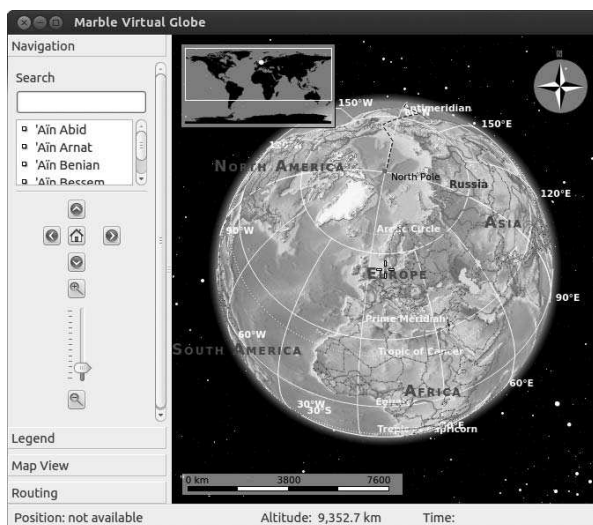 Marble Virtual Globe
Navigation
Search
'Aïn Abid
'Aïn Arnat
'Aïn Benian
'Aïn Bessem
Legend
Map View
Routing
150°W
Antimeridian
150°E
NORTH AMERICA
North Pole
Russia
120°E
ASIA
90°W
Arctic Circle
EUROPE
90°E
Prime Meridian
60°W
SOUTH AMERICA
Tropic of Cancer
60°E
AFRICA
30°W
30°S
Tropic of Capricorn
0 km 3800 7600
Position: not available Altitude: 9,352.7 km Time: